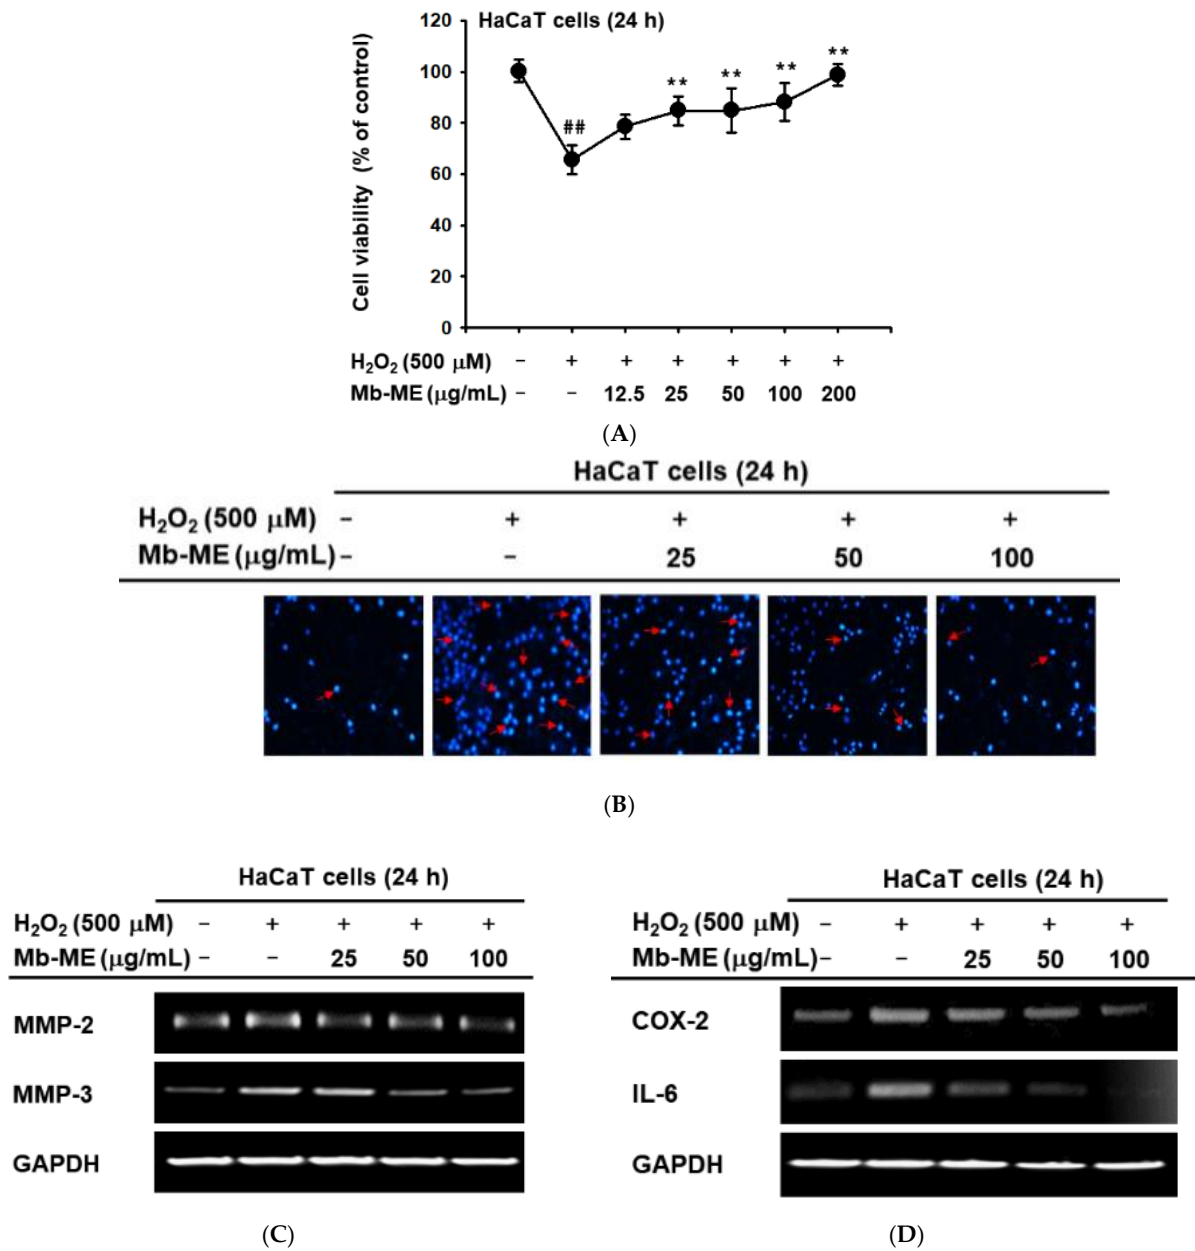 HaCaT cells (24 h)
Cell viability (% of control)
120
100
80
60
40
20
0
##
** ** ** **
H₂O₂ (500 μM) − + + + + + +
Mb-ME (μg/mL) − − 12.5 25 50 100 200
(A)
HaCaT cells (24 h)
H₂O₂ (500 μM) − + + + +
Mb-ME (μg/mL) − − 25 50 100
(B)
HaCaT cells (24 h)
H₂O₂ (500 μM) − + + + +
Mb-ME (μg/mL) − − 25 50 100
MMP-2
MMP-3
GAPDH
(C)
HaCaT cells (24 h)
H₂O₂ (500 μM) − + + + +
Mb-ME (μg/mL) − − 25 50 100
COX-2
IL-6
GAPDH
(D)